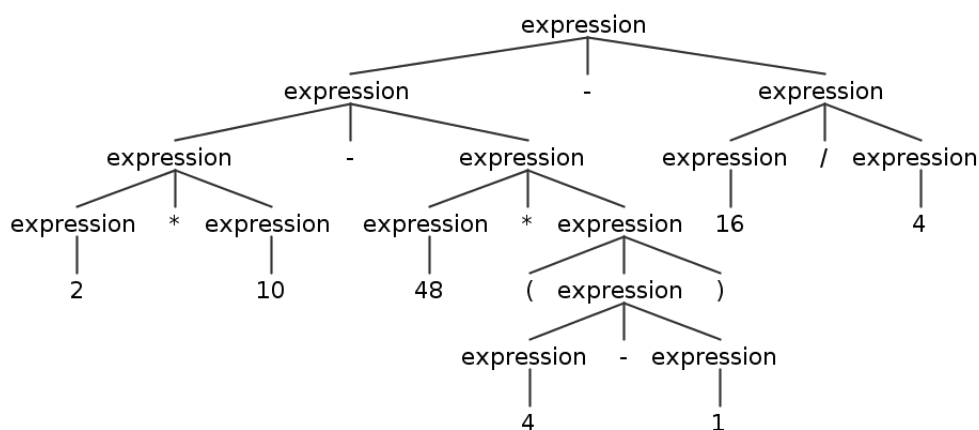 expression
expression - expression
expression - expression expression / expression
expression * expression expression * expression 16 4
2 10 48 ( expression )
expression - expression
4 1